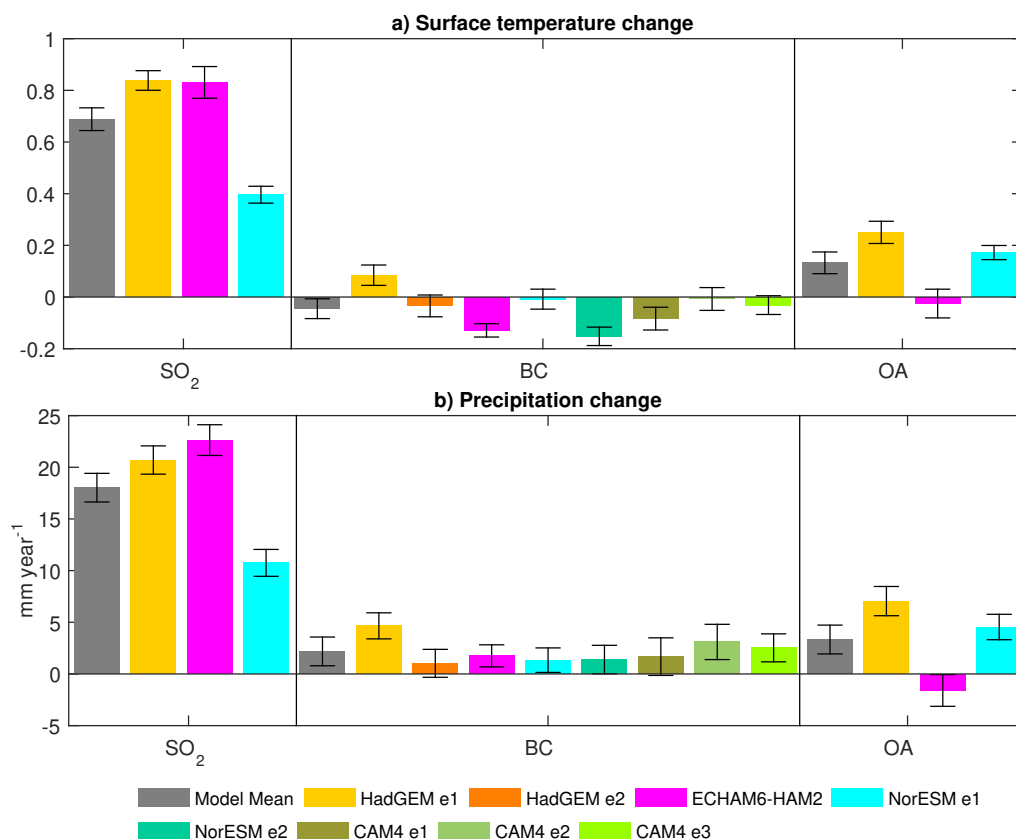 a) Surface temperature change
1
0.8
0.6
0.4
0.2
0
-0.2
SO2 BC OA
b) Precipitation change
25
20
15
10
5
0
-5
mm year-1
SO2 BC OA
Model Mean HadGEM e1 HadGEM e2 ECHAM6-HAM2 NorESM e1
NorESM e2 CAM4 e1 CAM4 e2 CAM4 e3